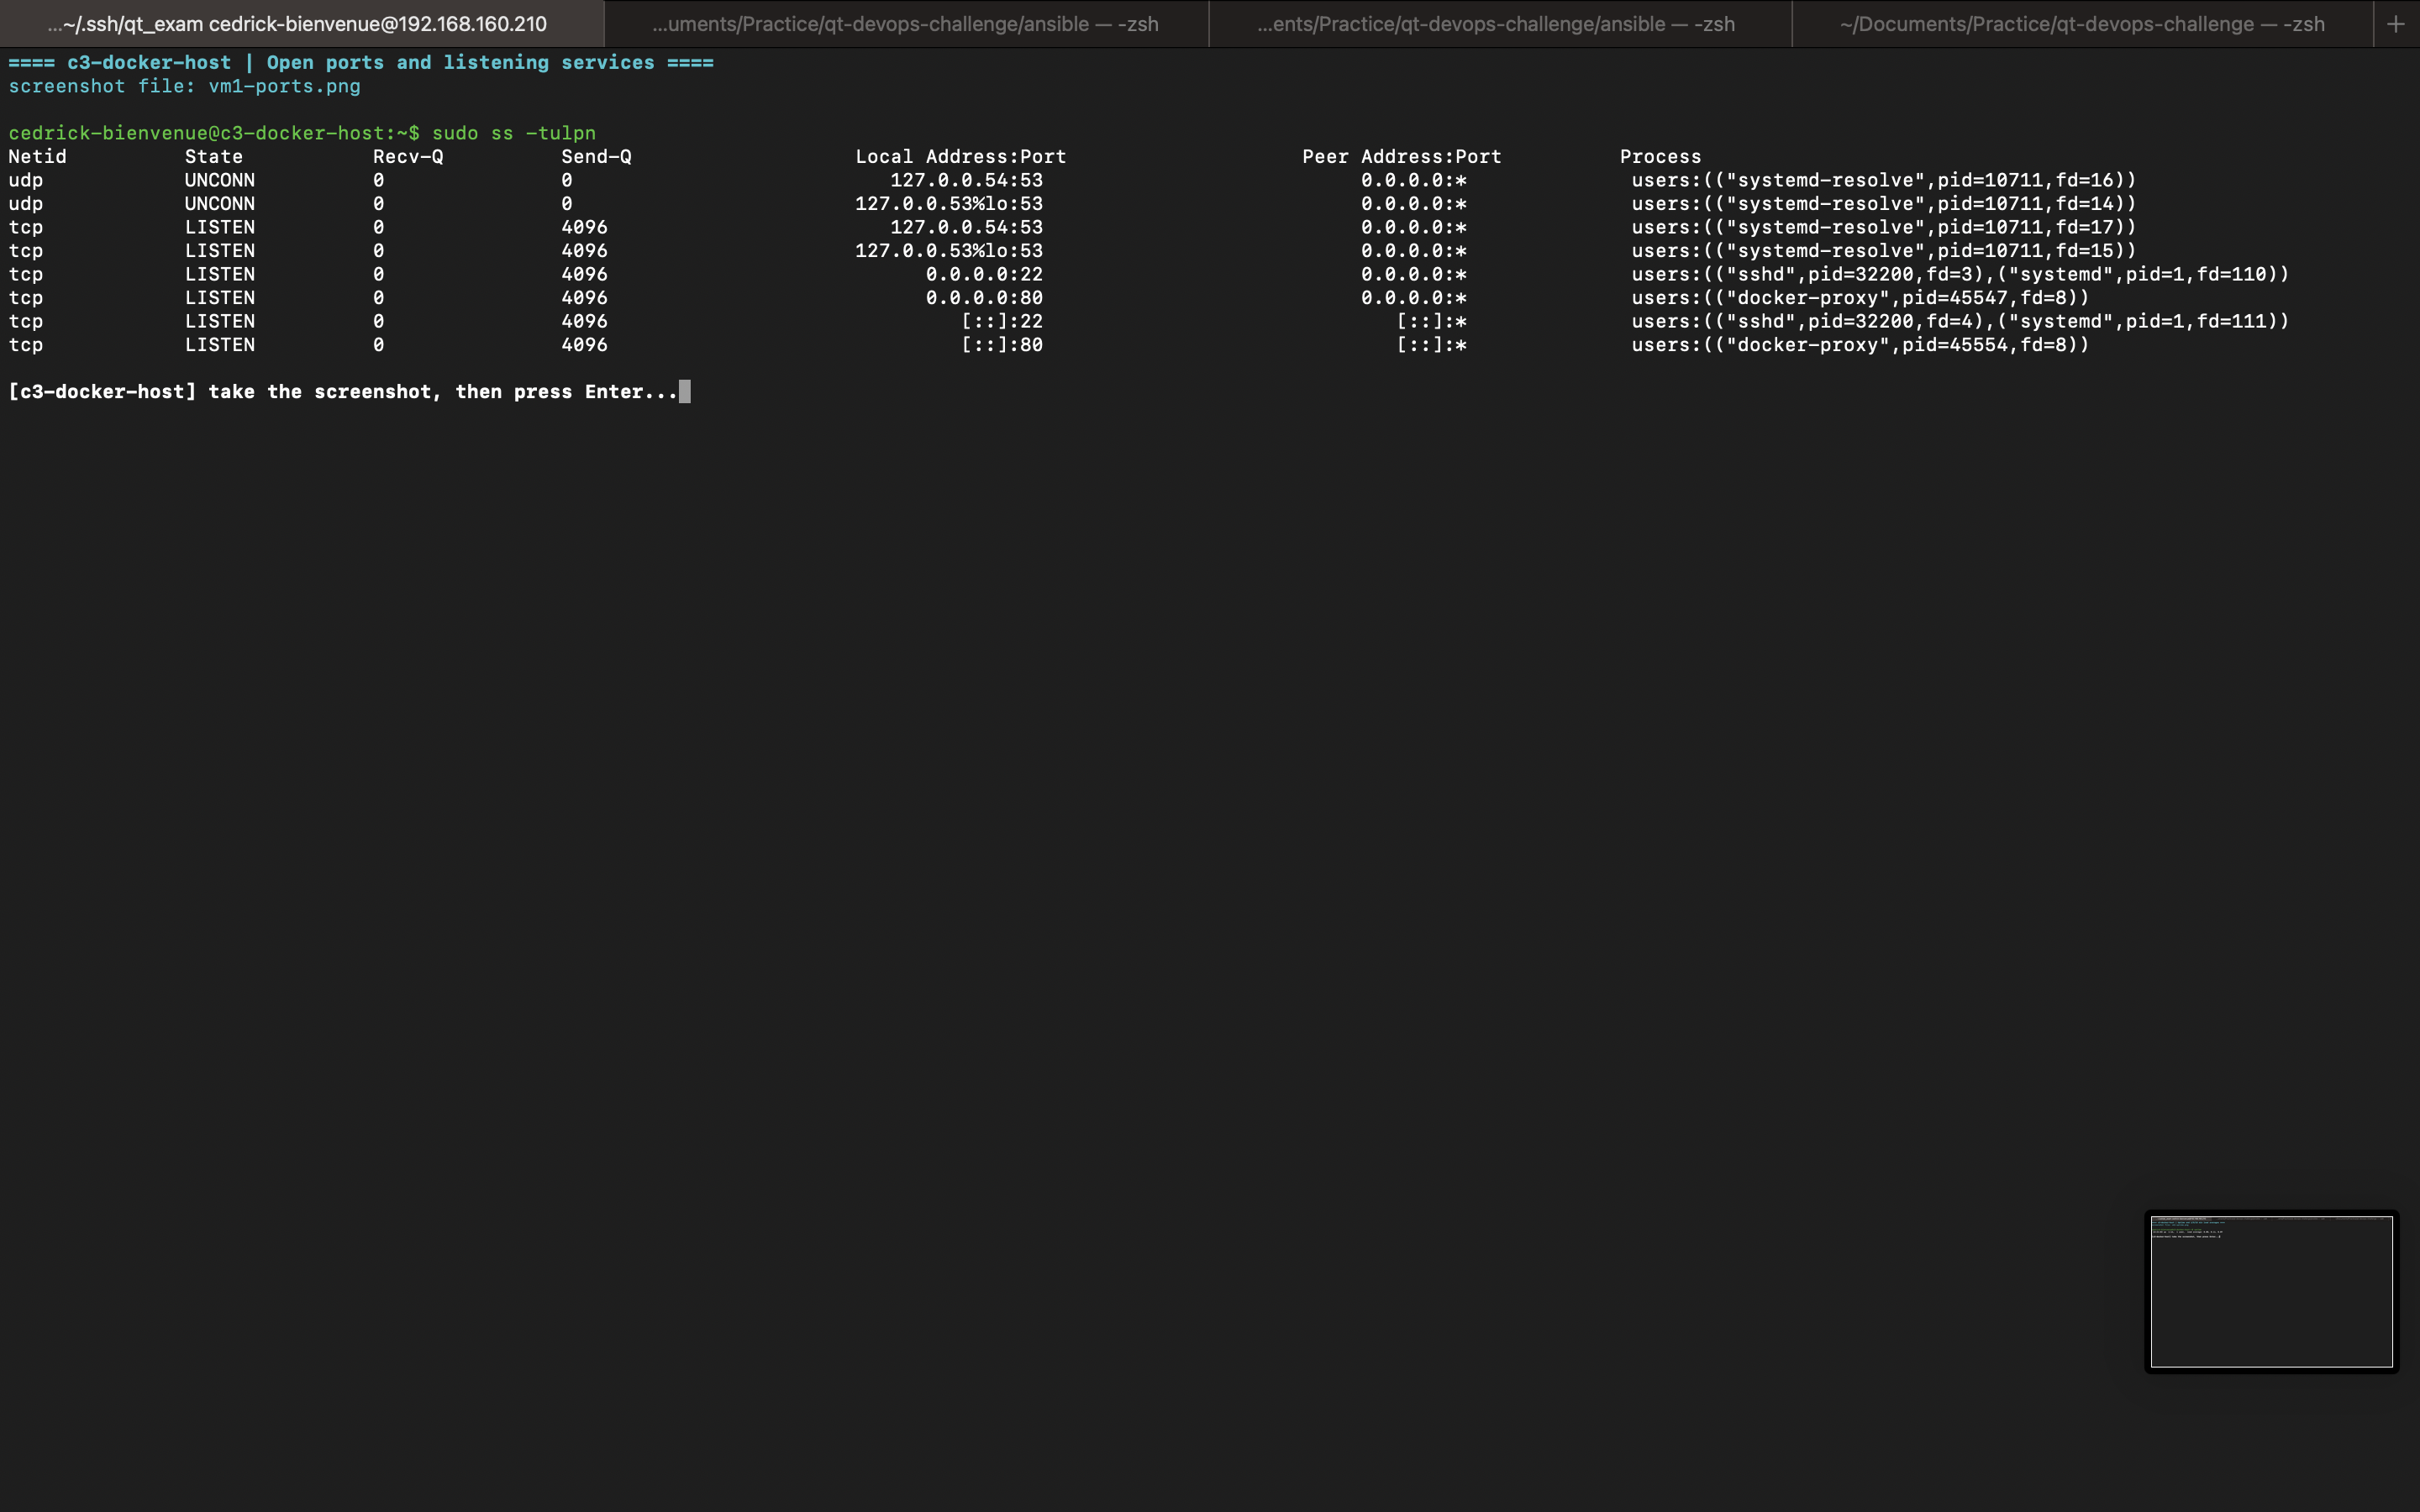 ...~/.ssh/qt_exam cedrick-bienvenue@192.168.160.210 ...uments/Practice/qt-devops-challenge/ansible — -zsh ...ents/Practice/qt-devops-challenge/ansible — -zsh ~/Documents/Practice/qt-devops-challenge — -zsh +
==== c3-docker-host | Open ports and listening services ====
screenshot file: vm1-ports.png
cedrick-bienvenue@c3-docker-host:~$ sudo ss -tulpn
Netid State Recv-Q Send-Q Local Address:Port Peer Address:Port Process
udp UNCONN 0 0 127.0.0.54:53 0.0.0.0:* users:(("systemd-resolve",pid=10711,fd=16))
udp UNCONN 0 0 127.0.0.53%lo:53 0.0.0.0:* users:(("systemd-resolve",pid=10711,fd=14))
tcp LISTEN 0 4096 127.0.0.54:53 0.0.0.0:* users:(("systemd-resolve",pid=10711,fd=17))
tcp LISTEN 0 4096 127.0.0.53%lo:53 0.0.0.0:* users:(("systemd-resolve",pid=10711,fd=15))
tcp LISTEN 0 4096 0.0.0.0:22 0.0.0.0:* users:(("sshd",pid=32200,fd=3),("systemd",pid=1,fd=110))
tcp LISTEN 0 4096 0.0.0.0:80 0.0.0.0:* users:(("docker-proxy",pid=45547,fd=8))
tcp LISTEN 0 4096 [::]:22 [::]:* users:(("sshd",pid=32200,fd=4),("systemd",pid=1,fd=111))
tcp LISTEN 0 4096 [::]:80 [::]:* users:(("docker-proxy",pid=45554,fd=8))
[c3-docker-host] take the screenshot, then press Enter...